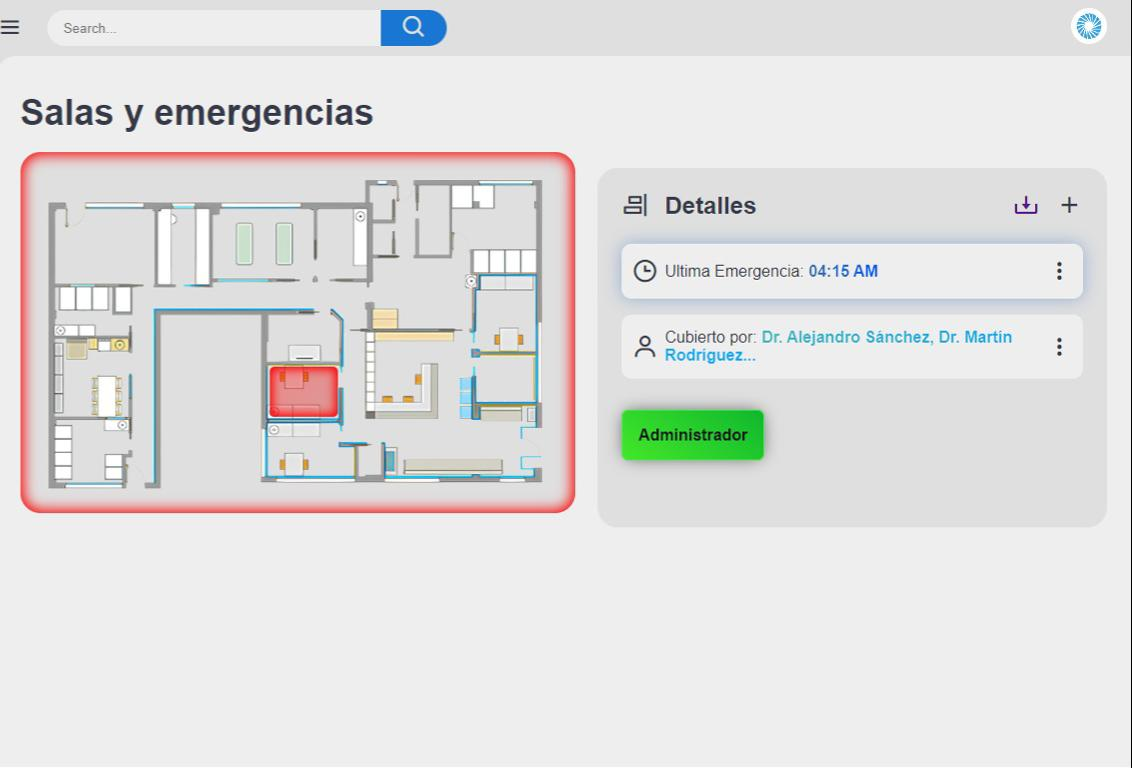 Search...
Salas y emergencias
Detalles
Ultima Emergencia: 04:15 AM
Cubierto por: Dr. Alejandro Sánchez, Dr. Martín
Rodríguez...
Administrador